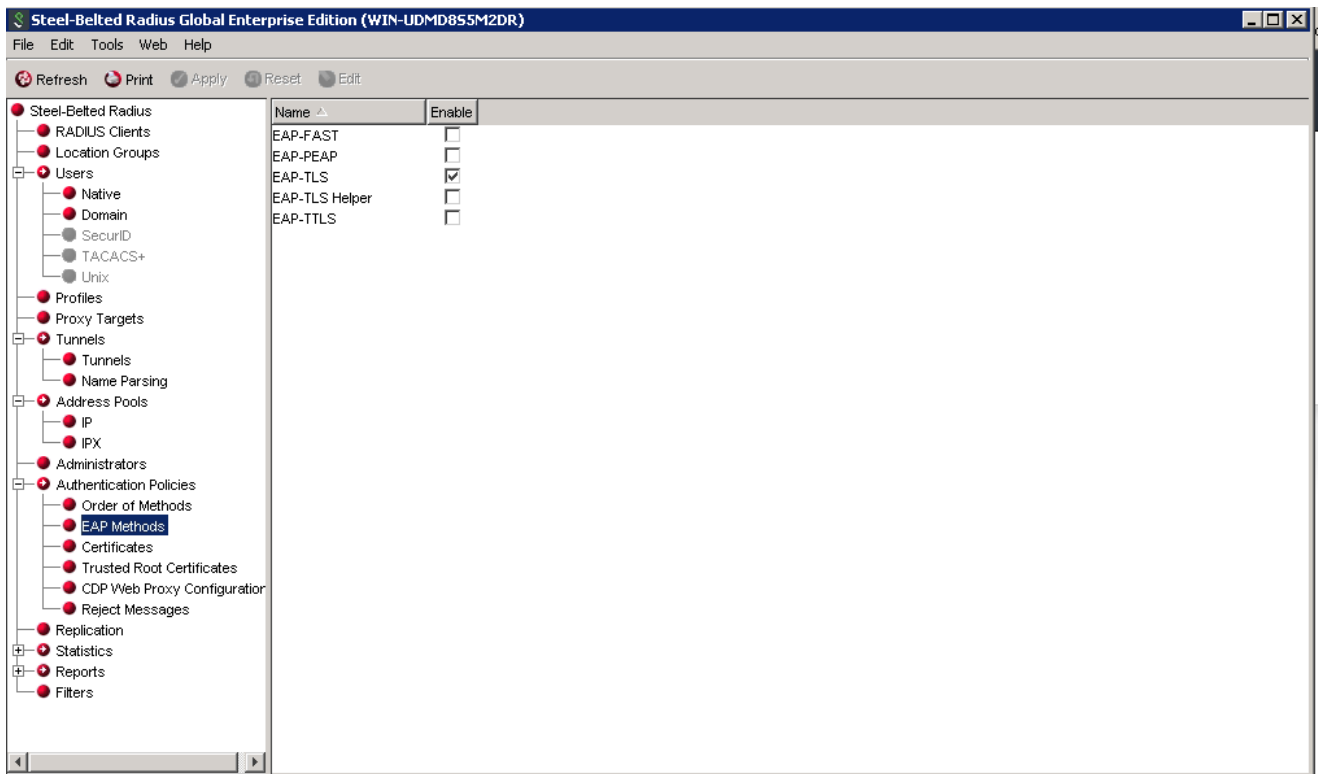 Steel-Belted Radius Global Enterprise Edition (WIN-UDMD855M2DR)
File Edit Tools Web Help
Refresh Print Apply Reset Edit
Steel-Belted Radius
RADIUS Clients
Location Groups
Users
Native
Domain
SecurID
TACACS+
Unix
Profiles
Proxy Targets
Tunnels
Tunnels
Name Parsing
Address Pools
IP
IPX
Administrators
Authentication Policies
Order of Methods
EAP Methods
Certificates
Trusted Root Certificates
CDP Web Proxy Configuration
Reject Messages
Replication
Statistics
Reports
Filters
Name Enable
EAP-FAST
EAP-PEAP
EAP-TLS
EAP-TLS Helper
EAP-TTLS